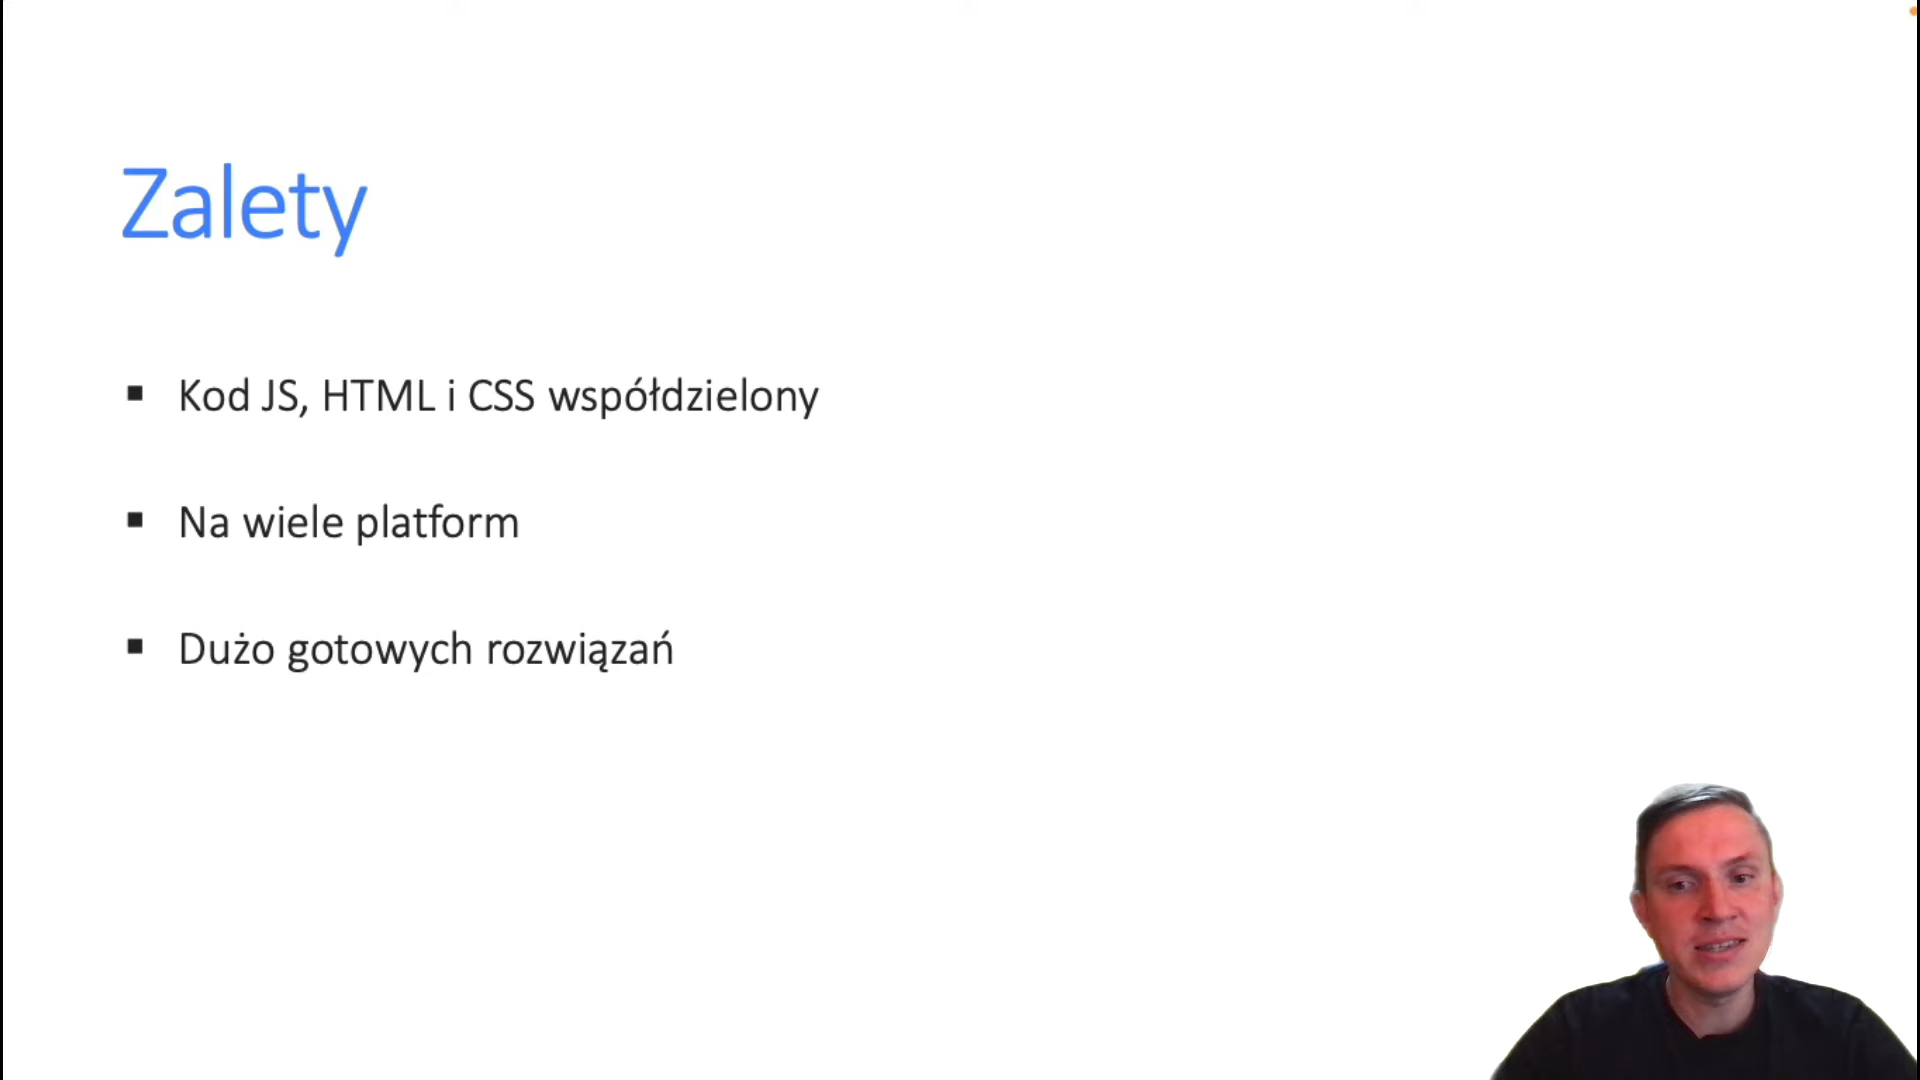 Zalety
▪ Kod JS, HTML i CSS współdzielony
▪ Na wiele platform
▪ Dużo gotowych rozwiązań